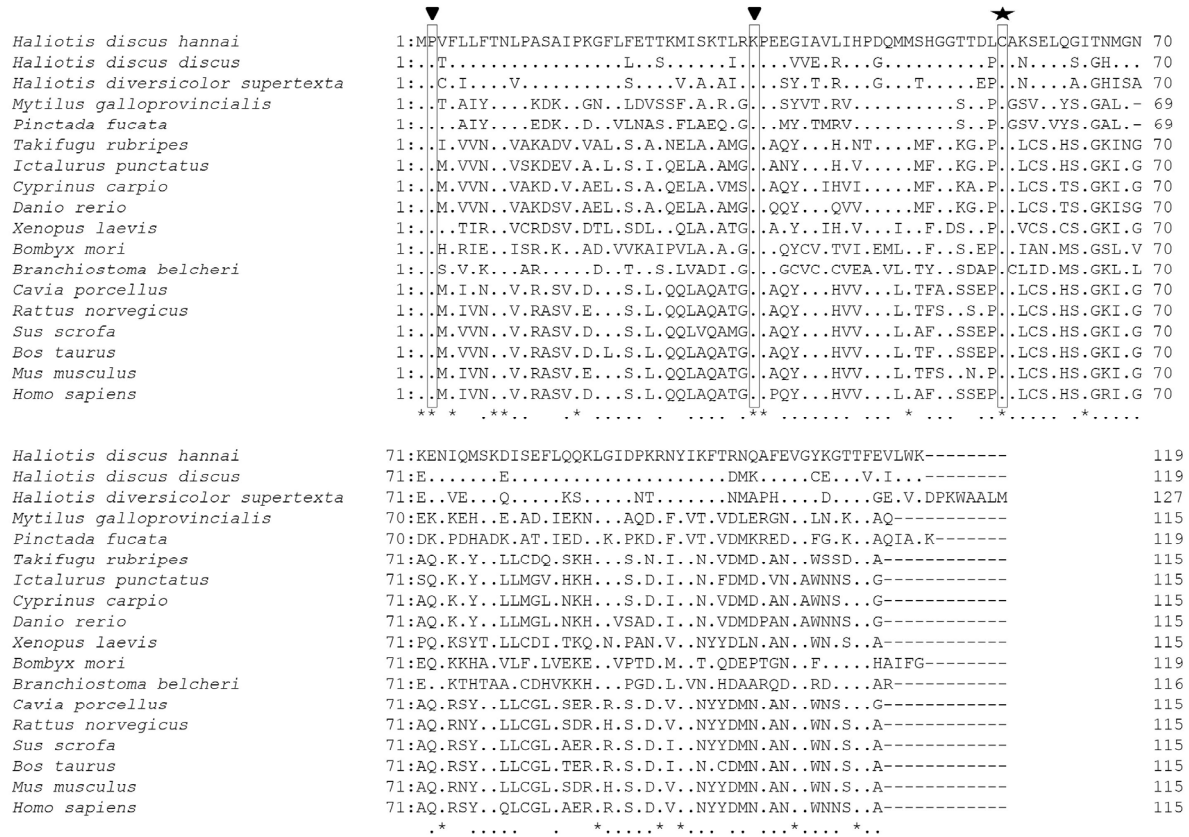 ▼ ▼ ★
Haliotis discus hannai 1:MPVFLLFTNLPASAIPKGFLFETTKMISKTLRKPEEGIAVLIHPDQMMSHGGTTDLCAKSELQGITNMGN 70
Haliotis discus discus 1:..T..................L..S......I......VVE.R...G...........N....S.GH... 70
Haliotis diversicolor supertexta 1:..C.I....V...............V.A.AI....SY.T.R...G....T.....EP..N....S.GHISA 70
Mytilus galloprovincialis 1:..T.AIY....KDK..GN..LDVSSF.A.R.G...SYVT.RV.........S..P.GSV..YS.GAL.- 69
Pinctada fucata 1:...AIY....EDK..D..VLNAS.FLAEQ.G...MY.TMRV.........S..P.GSV.VYS.GAL.- 69
Takifugu rubripes 1:..I.VVN..VAKADV.VAL.S.ANELA.AMG..AQY...H.NT....MF..KG.P..LCS.HS.GKING 70
Ictalurus punctatus 1:..M.VVN..VSKDEV.A.L.S.I.QELA.AMG..ANY...H.V.....MF..KG.P..LCS.HS.GKI.G 70
Cyprinus carpio 1:..M.VVN..VAKD.V.AEL.S.A.QELA.VMS..AQY...IHVI....MF..KA.P..LCS.TS.GKI.G 70
Danio rerio 1:..M.VVN..VAKDSV.AEL..S.A.QELA.AMG..QQY...QVV....MF..KG.P..LCS.TS.GKISG 70
Xenopus laevis 1:...TIR..VCRDSV.DTL.SDL..QLA.ATG..A.Y...IHV.V....I..F..DS..VCS.CS.GKI.G 70
Bombyx mori 1:..H.RIE..ISR.K..AD.VVKAIPVLA.A.G...QYCV.TVI.EML..F..S.EP..IAN.MS.GSL.V 70
Branchiostoma belcheri 1:..S.V.K...AR.....D..T..S.LVADI.G...GCVC.CVEA.VL.TY...SDAP.CLID.MS.GKL.L 70
Cavia porcellus 1:..M.I.N..V.RASV.D...S.L.QQLAQATG..AQY...HVV...L.TFA.SSEP..LCS.HS.GKI.G 70
Rattus norvegicus 1:..M.IVN..V.RASV.E...S.L.QQLAQATG..AQY...HVV...L.TFS..S.P..LCS.HS.GKI.G 70
Sus scrofa 1:..M.IVN..V.RASV.D...S.L.QQLVQAMG..AQY...HVV...L.AF..SSEP..LCS.HS.GKI.G 70
Bos taurus 1:..M.VVN..V.RASV.D.L.S.L.QQLAQATG..AQY...HVV...L.TF..SSEP..LCS.HS.GKI.G 70
Mus musculus 1:..M.IVN..V.RASV.E...S.L.QQLAQATG..AQY...HVV...L.TFS..N.P..LCS.HS.GKI.G 70
Homo sapiens 1:..M.IVN..V.RASV.D...S.L.QQLAQATG..PQY...HVV...L.AF..SSEP..LCS.HS.GRI.G 70
Haliotis discus hannai 71:KENIQMSKDISEFLQQKLGIDPKRNYIKFTRNQAFEVGYKGTTFEVLWK-------- 119
Haliotis discus discus 71:E.......E......................DMK.....CE...V.I...-------- 119
Haliotis diversicolor supertexta 71:E..VE...Q.....KS....NT.........NMAPH...D....GE.V.DPKWAALM 127
Mytilus galloprovincialis 70:EK.KEH..E.AD.IEKN...AQD.F.VT.VDLERGN..LN.K..AQ----------- 115
Pinctada fucata 70:DK.PDHADK.AT.IED..K.PKD.F.VT.VDMKRED..FG.K..AQIA.K-------- 119
Takifugu rubripes 71:AQ.K.Y..LLCDQ.SKH...S.N.I..N.VDM.AN..WSSD..A------------ 115
Ictalurus punctatus 71:SQ.K.Y..LLMGV.HKH...S.D.I..N.FDMD.VN.AWNNS..G------------ 115
Cyprinus carpio 71:AQ.K.Y..LLMGL.NKH...S.D.I..N.VDMD.AN.AWNS..G------------ 115
Danio rerio 71:AQ.K.Y..LLMGL.NKH..VSAD.I..N.VDMDPAN.AWNNS..G------------ 115
Xenopus laevis 71:PQ.KSYT.LLCDI.TKQ.N.PAN.V..NYYDLN.AN..WN.S..A------------ 115
Bombyx mori 71:EQ.KKHA.VLF.LVEKE..VPTD.M..T.QDEPTGN..F....HAIFG-------- 119
Branchiostoma belcheri 71:E..KTHTAA.CDHVKKH...PGD.L.VN.HDAARQD..RD...AR----------- 116
Cavia porcellus 71:AQ.RSY..LLCGL.SER.R.S.D.V..NYYDMN.AN..WNS..G------------ 115
Rattus norvegicus 71:AQ.RNY..LLCGL.SDR.H.S.D.V..NYYDMN.AN..WN.S..A------------ 115
Sus scrofa 71:AQ.RSY..LLCGL.AER.R.S.D.I..NYYDMN.AN..WN.S..A------------ 115
Bos taurus 71:AQ.RSY..LLCGL.TER.R.S.D.I..N.CDMN.AN..WN.S..A------------ 115
Mus musculus 71:AQ.RNY..LLCGL.SDR.H.S.D.V..NYYDMN.AN..WN.S..A------------ 115
Homo sapiens 71:AQ.RSY..QLCGL.AER.R.S.D.V..NYYDMN.AN..WNNS..A------------ 115